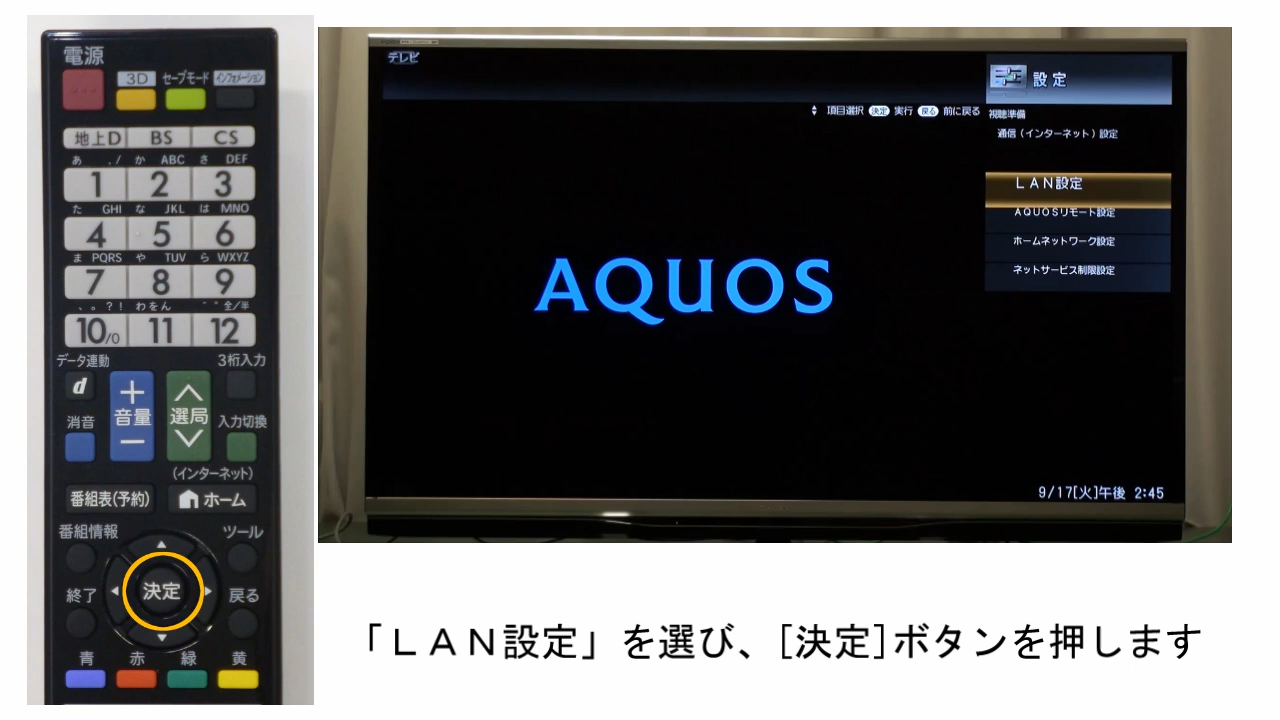 電源
3D セーブモード インフォメーション
地上D BS CS
あ ./ か ABC さ DEF
1 2 3
た GHI な JKL は MNO
4 5 6
ま PQRS や TUV ら WXYZ
7 8 9
、。?! わをん ゛゜全/半
10/0 11 12
データ連動 3桁入力
d ＋ 音量 － 選局
消音 入力切換
(インターネット)
番組表(予約) ホーム
番組情報 ツール
決定
終了 戻る
青 赤 緑 黄
テレビ
設定
項目選択 決定 実行 戻る 前に戻る
視聴準備
通信（インターネット）設定
ＬＡＮ設定
ＡＱＵＯＳリモート設定
ホームネットワーク設定
ネットサービス制限設定
AQUOS
9/17[火]午後 2:45
「ＬＡＮ設定」を選び、[決定]ボタンを押します